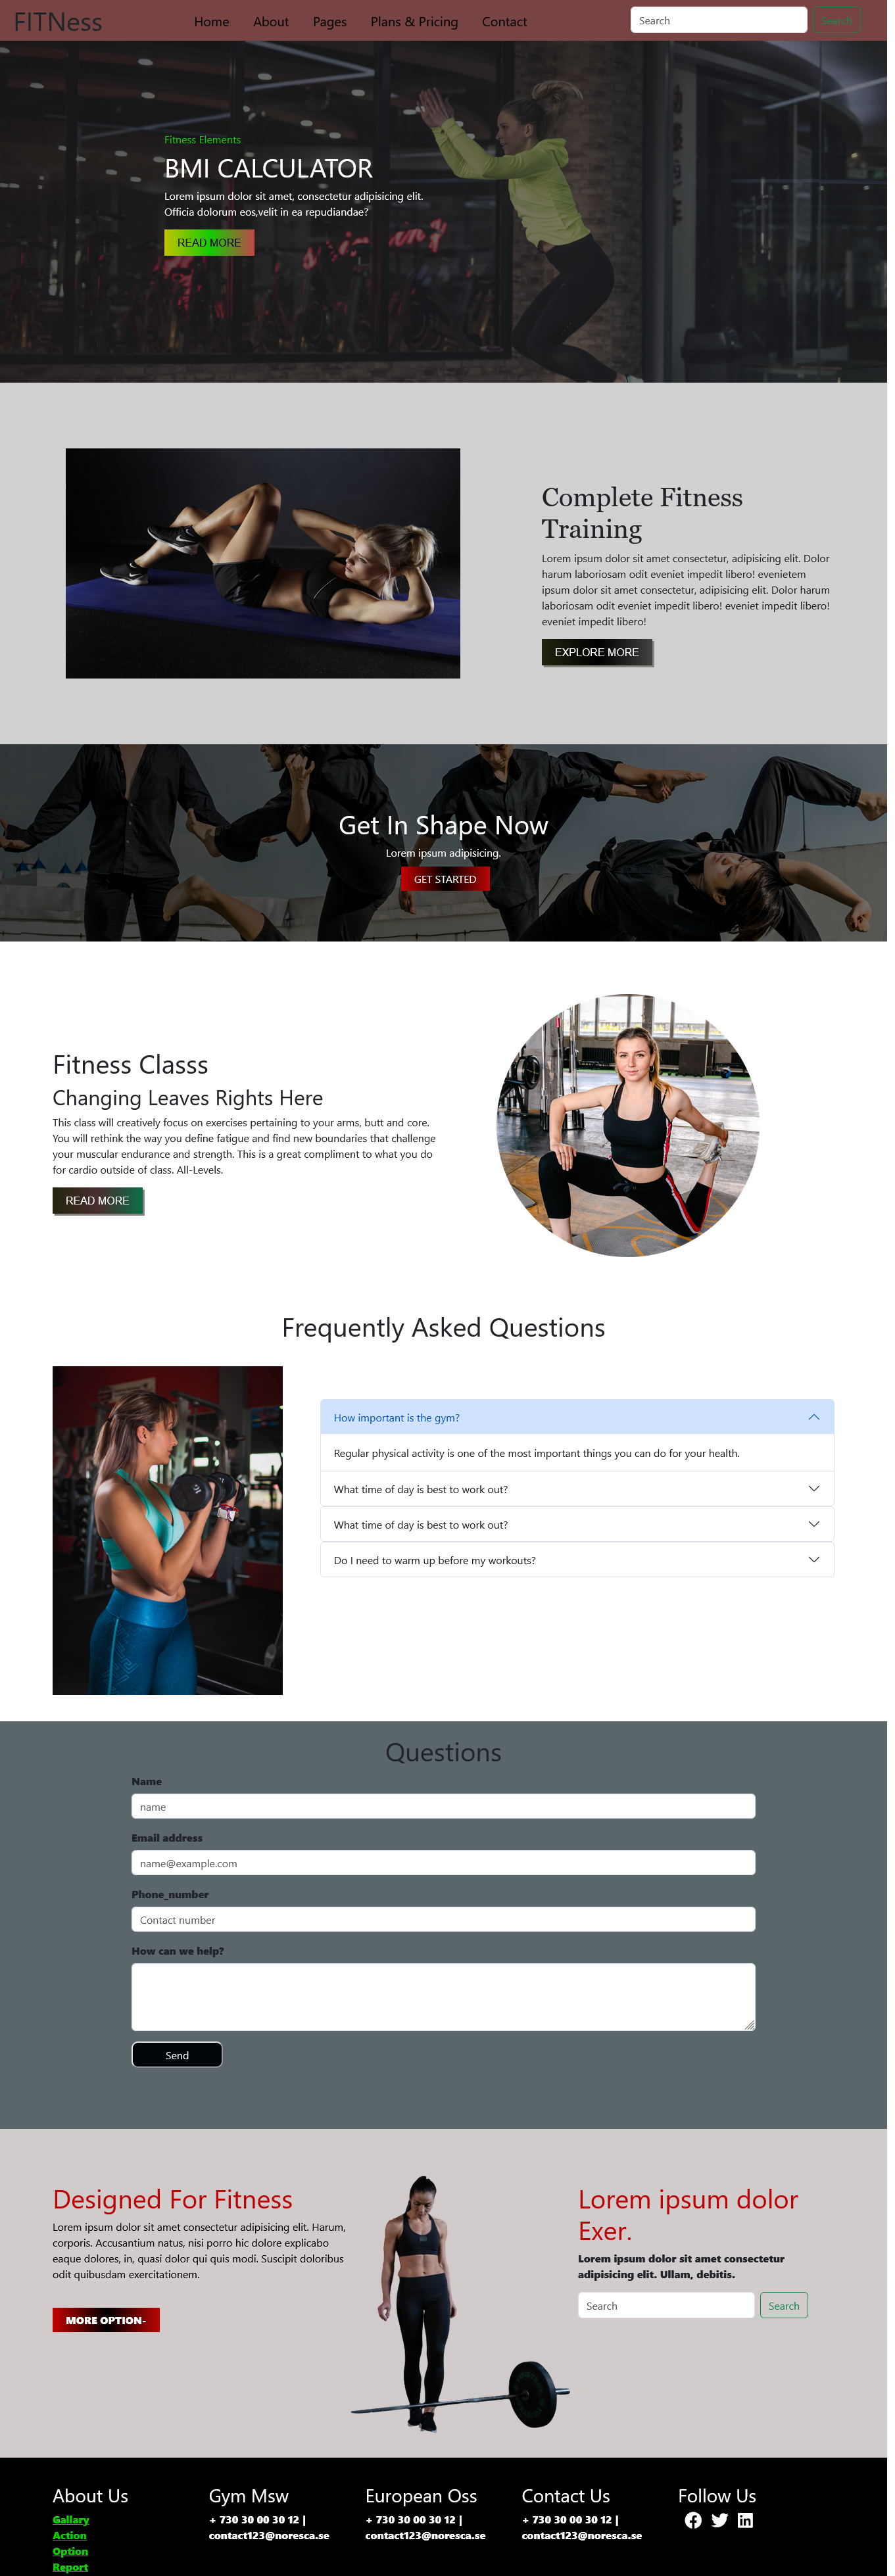 FITNess
Home About Pages Plans & Pricing Contact
Search Search
Fitness Elements
BMI CALCULATOR
Lorem ipsum dolor sit amet, consectetur adipisicing elit.
Officia dolorum eos,velit in ea repudiandae?
READ MORE
Complete Fitness
Training
Lorem ipsum dolor sit amet consectetur, adipisicing elit. Dolor
harum laboriosam odit eveniet impedit libero! evenietem
ipsum dolor sit amet consectetur, adipisicing elit. Dolor harum
laboriosam odit eveniet impedit libero! eveniet impedit libero!
eveniet impedit libero!
EXPLORE MORE
Get In Shape Now
Lorem ipsum adipisicing.
GET STARTED
Fitness Classs
Changing Leaves Rights Here
This class will creatively focus on exercises pertaining to your arms, butt and core.
You will rethink the way you define fatigue and find new boundaries that challenge
your muscular endurance and strength. This is a great compliment to what you do
for cardio outside of class. All-Levels.
READ MORE
Frequently Asked Questions
How important is the gym?
Regular physical activity is one of the most important things you can do for your health.
What time of day is best to work out?
What time of day is best to work out?
Do I need to warm up before my workouts?
Questions
Name
name
Email address
name@example.com
Phone_number
Contact number
How can we help?
Send
Designed For Fitness
Lorem ipsum dolor sit amet consectetur adipisicing elit. Harum,
corporis. Accusantium natus, nisi porro hic dolore explicabo
eaque dolores, in, quasi dolor qui quis modi. Suscipit doloribus
odit quibusdam exercitationem.
MORE OPTION-
Lorem ipsum dolor
Exer.
Lorem ipsum dolor sit amet consectetur
adipisicing elit. Ullam, debitis.
Search Search
About Us
Gallary
Action
Option
Report
Gym Msw
+ 730 30 00 30 12 |
contact123@noresca.se
European Oss
+ 730 30 00 30 12 |
contact123@noresca.se
Contact Us
+ 730 30 00 30 12 |
contact123@noresca.se
Follow Us